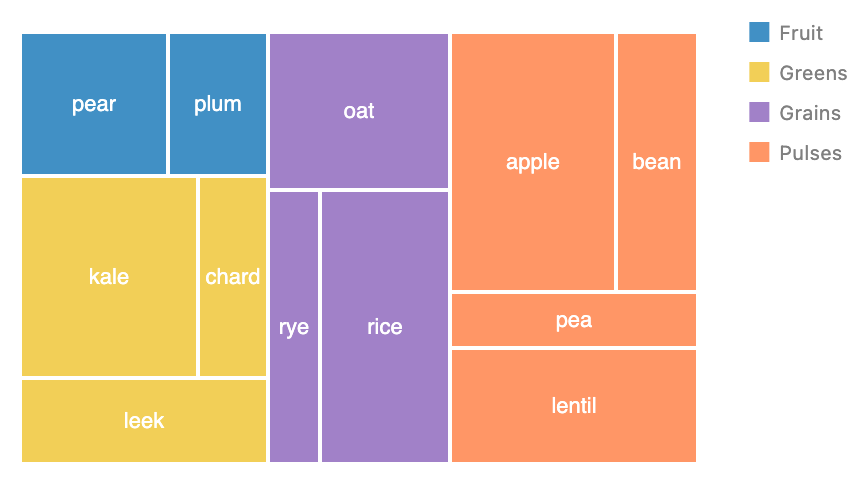 pear
plum
kale
chard
leek
oat
rye
rice
apple
bean
pea
lentil
Fruit
Greens
Grains
Pulses